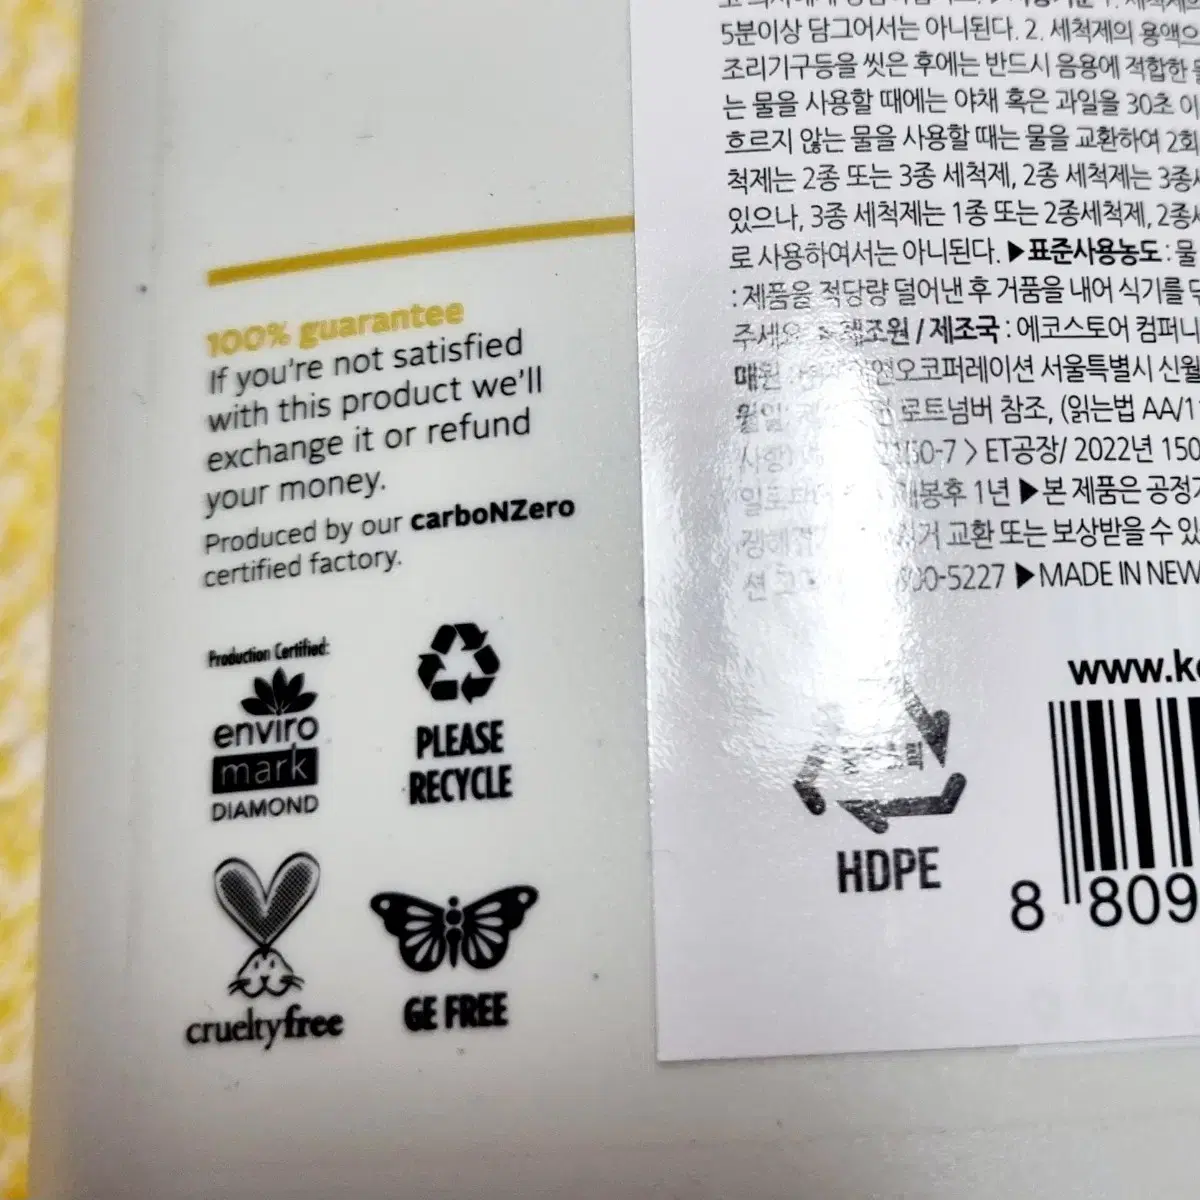 100% guarantee
If you're not satisfied
with this product we'll
exchange it or refund
your money.
Produced by our carboNZero
certified factory.
Production Certified:
enviro
mark
DIAMOND
PLEASE
RECYCLE
crueltyfree
GE FREE
5분이상 담그어서는 아니된다. 2. 세척제의 용액으
조리기구등을 씻은 후에는 반드시 음용에 적합한
는 물을 사용할 때에는 야채 혹은 과일을 30초 이
흐르지 않는 물을 사용할 때는 물을 교환하여 2회
척제는 2종 또는 3종 세척제, 2종 세척제는 3종
있으나, 3종 세척제는 1종 또는 2종세척제, 2종
로 사용하여서는 아니된다. ▶표준사용농도 : 물
: 제품을 적당량 덜어낸 후 거품을 내어 식기를
주세요 제조원 / 제조국 : 에코스토어 컴퍼니
오코퍼레이션 서울특별시 신월
로트넘버 참조, (읽는법 AA/1
50-7 > ET공장/ 2022년 150
개봉후 1년 ▶본 제품은 공정
교환 또는 보상받을 수 있
00-5227 ▶MADE IN NEW
www.k
HDPE
8 809